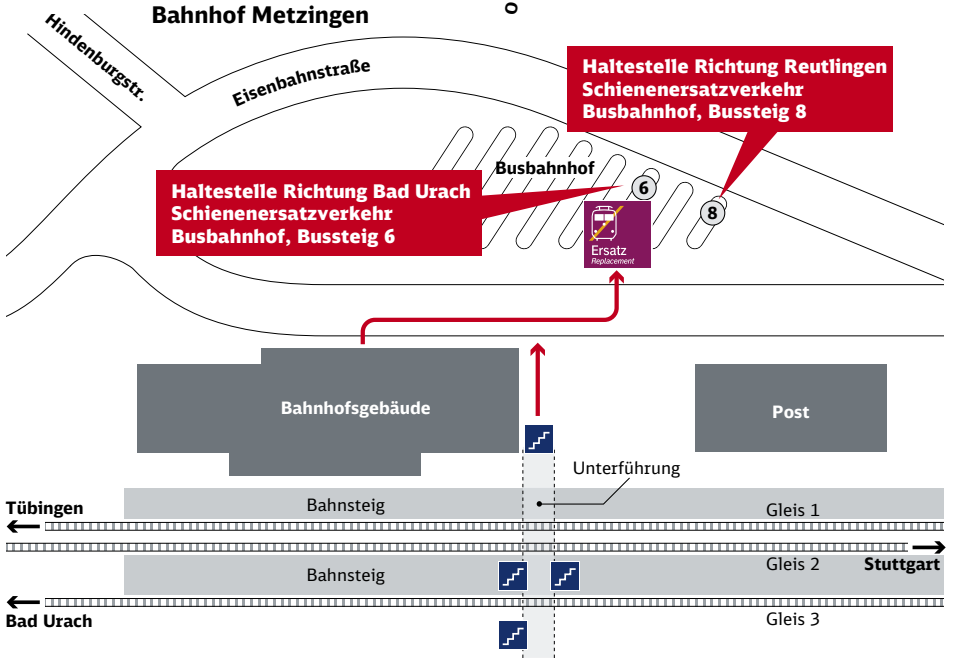 Bahnhof Metzingen
o
Hindenburgstr.
Eisenbahnstraße
Haltestelle Richtung Reutlingen
Schienenersatzverkehr
Busbahnhof, Bussteig 8
Busbahnhof
Haltestelle Richtung Bad Urach
Schienenersatzverkehr
Busbahnhof, Bussteig 6
6
8
Ersatz
Replacement
Bahnhofsgebäude
Post
Unterführung
Tübingen
Bahnsteig
Gleis 1
Bahnsteig
Gleis 2
Stuttgart
Bad Urach
Gleis 3